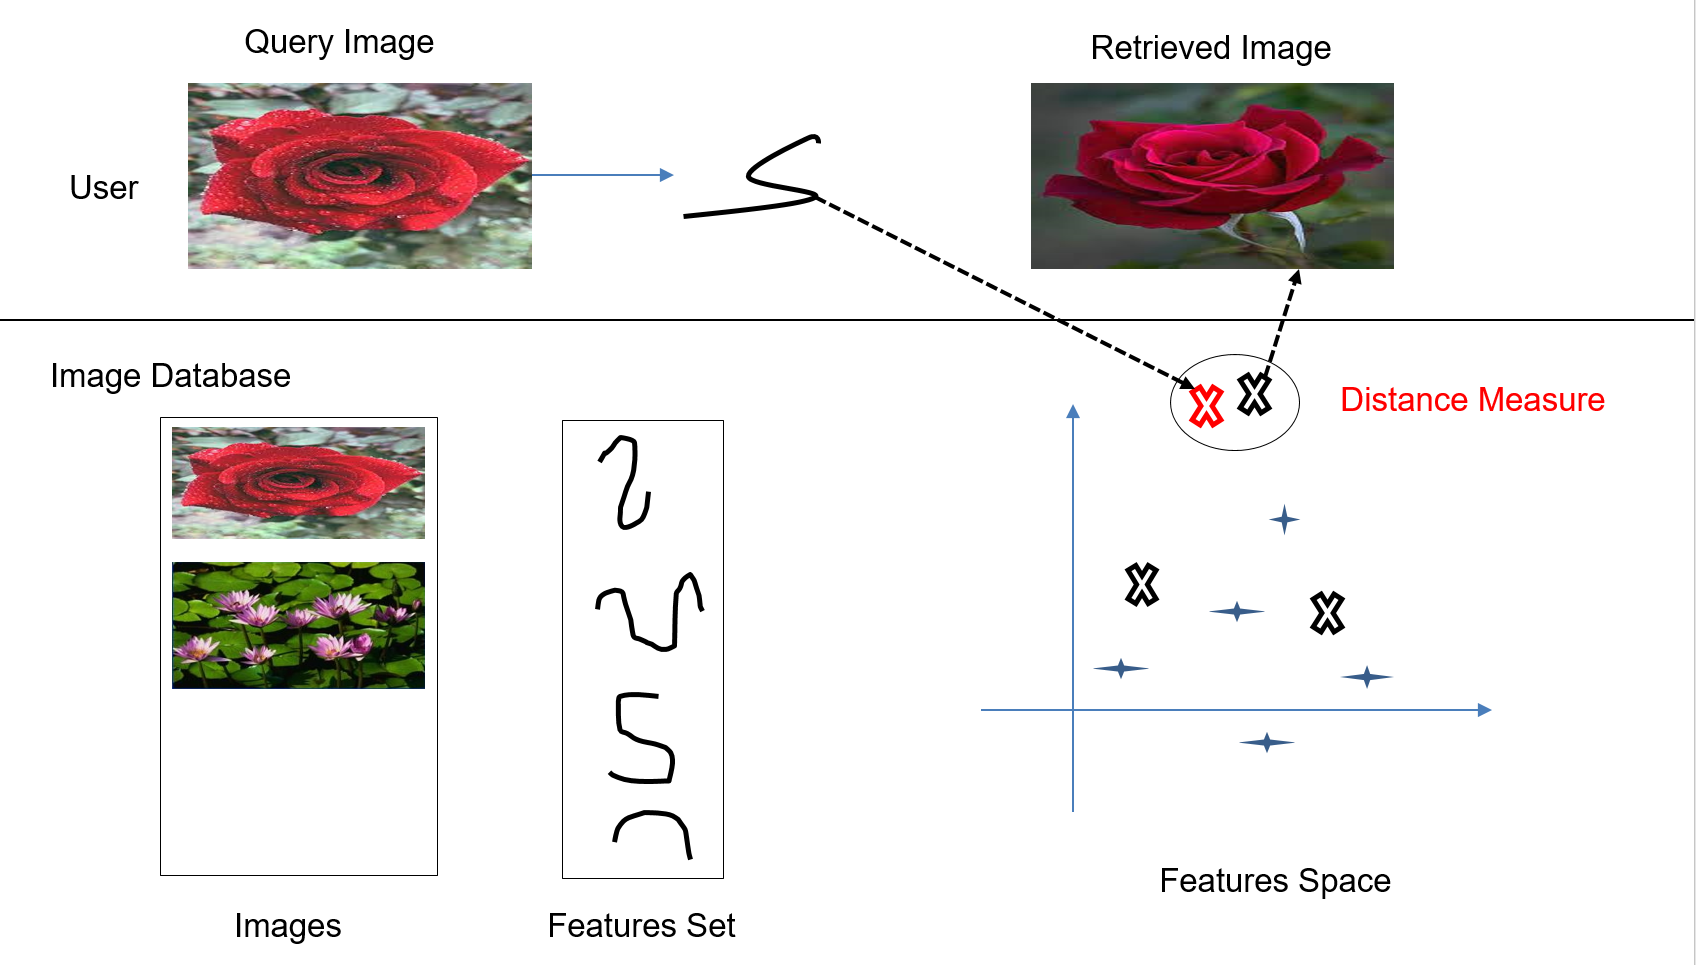 Query Image
Retrieved Image
User
Image Database
Distance Measure
Features Space
Images
Features Set